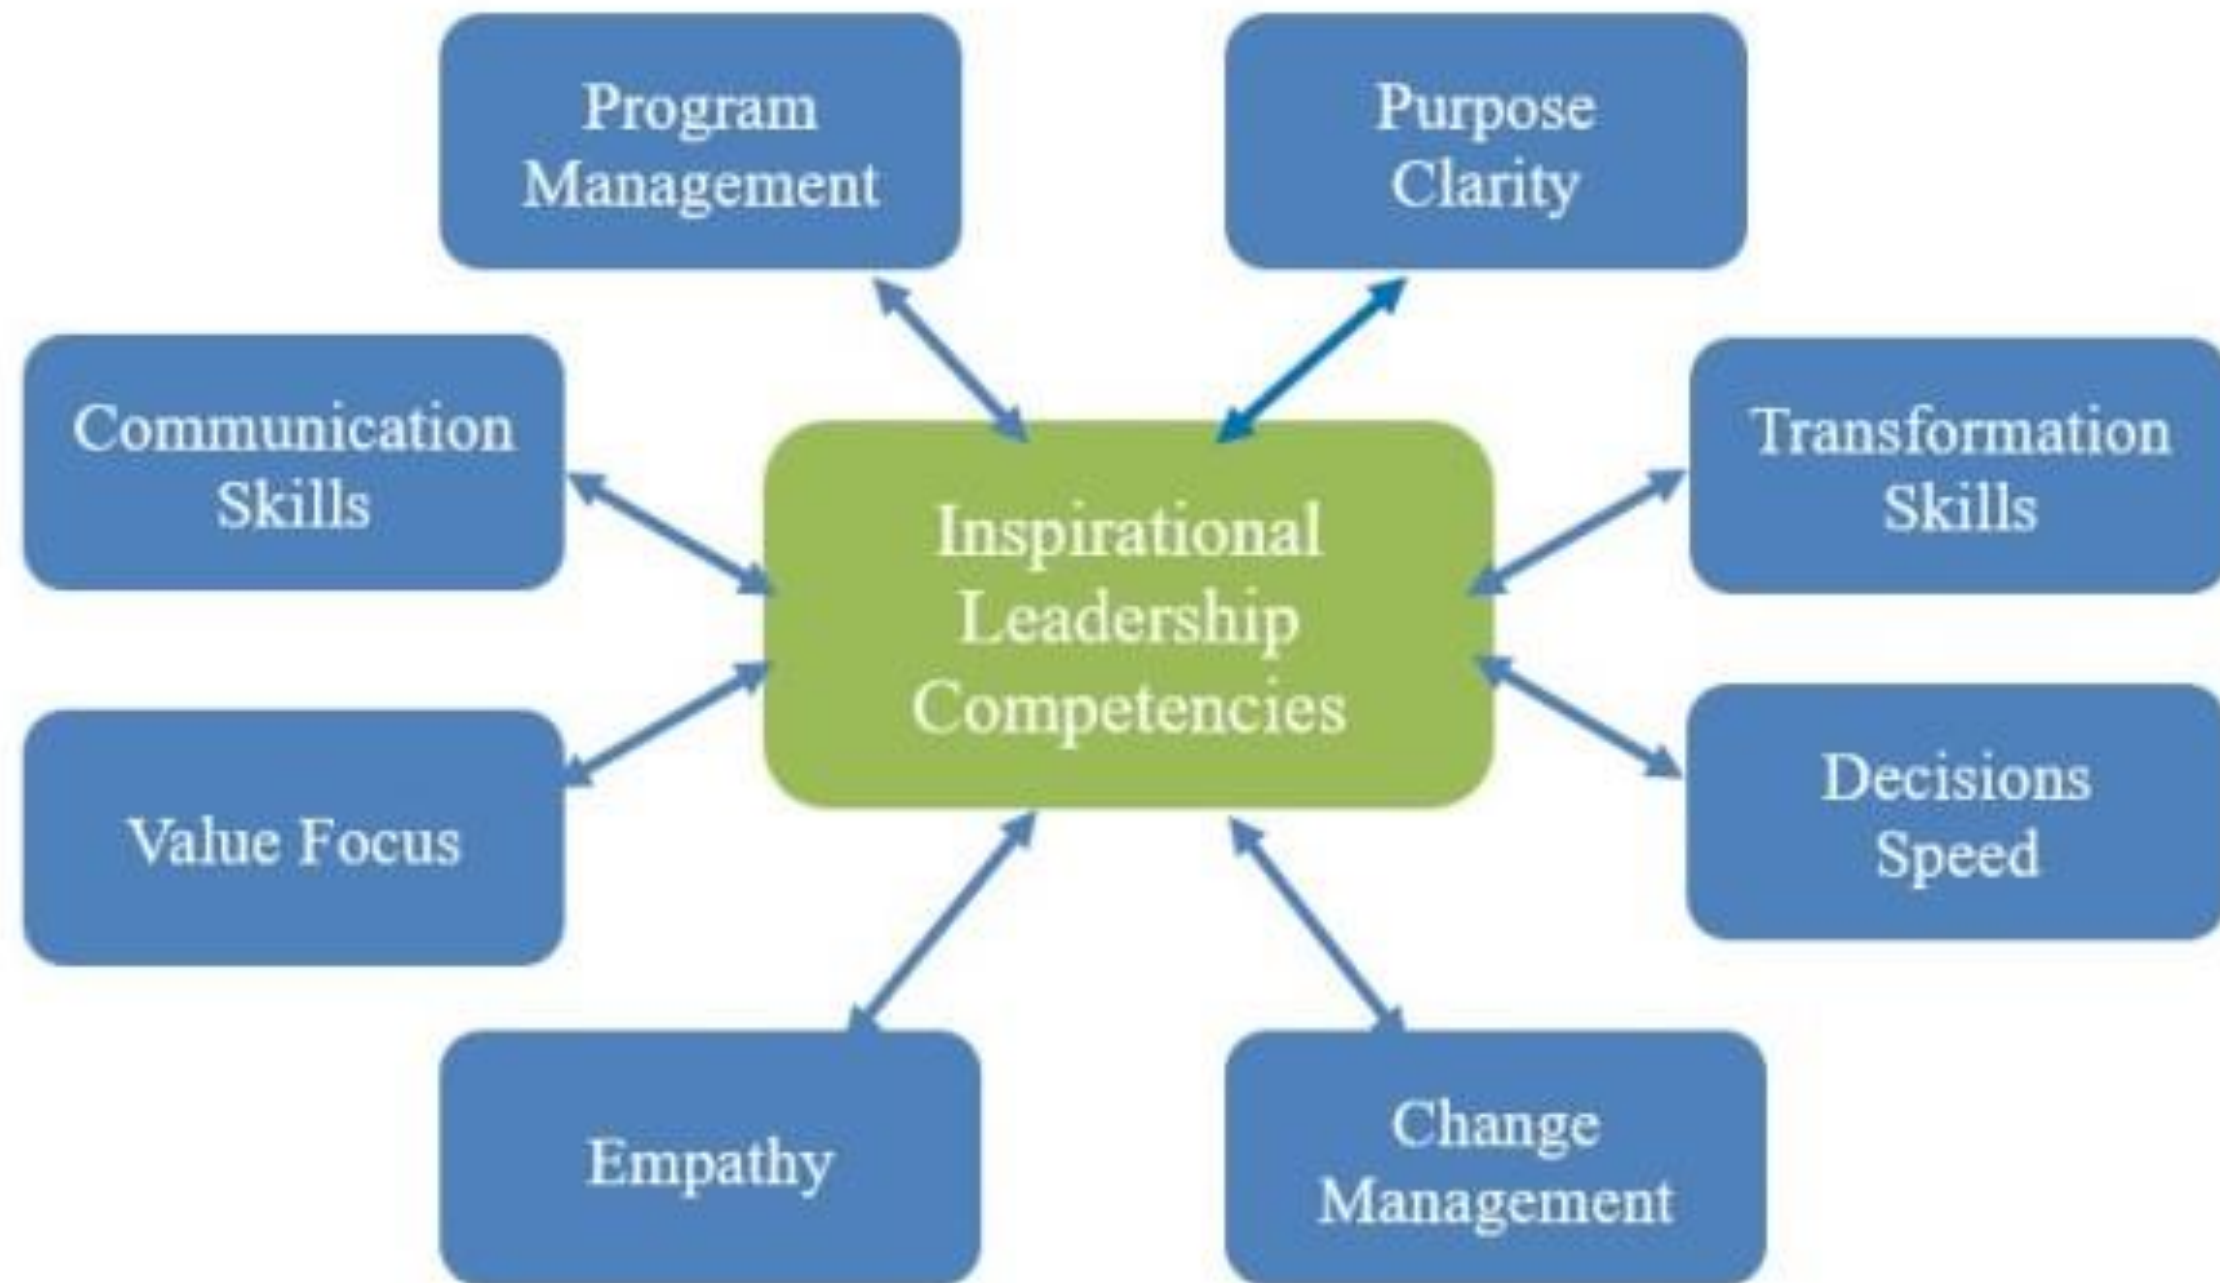 Program
Management
Purpose
Clarity
Communication
Skills
Inspirational
Leadership
Competencies
Transformation
Skills
Value Focus
Decisions
Speed
Empathy
Change
Management